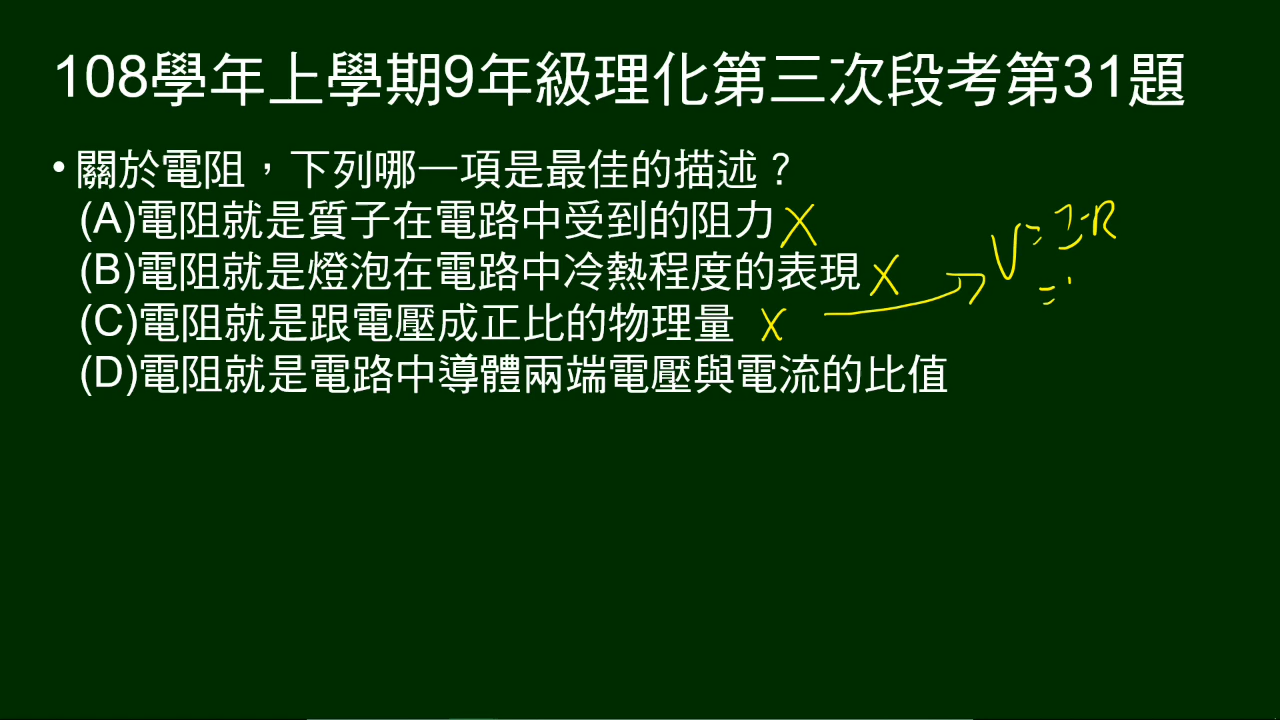 108學年上學期9年級理化第三次段考第31題
• 關於電阻，下列哪一項是最佳的描述？
(A)電阻就是質子在電路中受到的阻力 X
(B)電阻就是燈泡在電路中冷熱程度的表現 X
(C)電阻就是跟電壓成正比的物理量 X
(D)電阻就是電路中導體兩端電壓與電流的比值
V=I·R
=